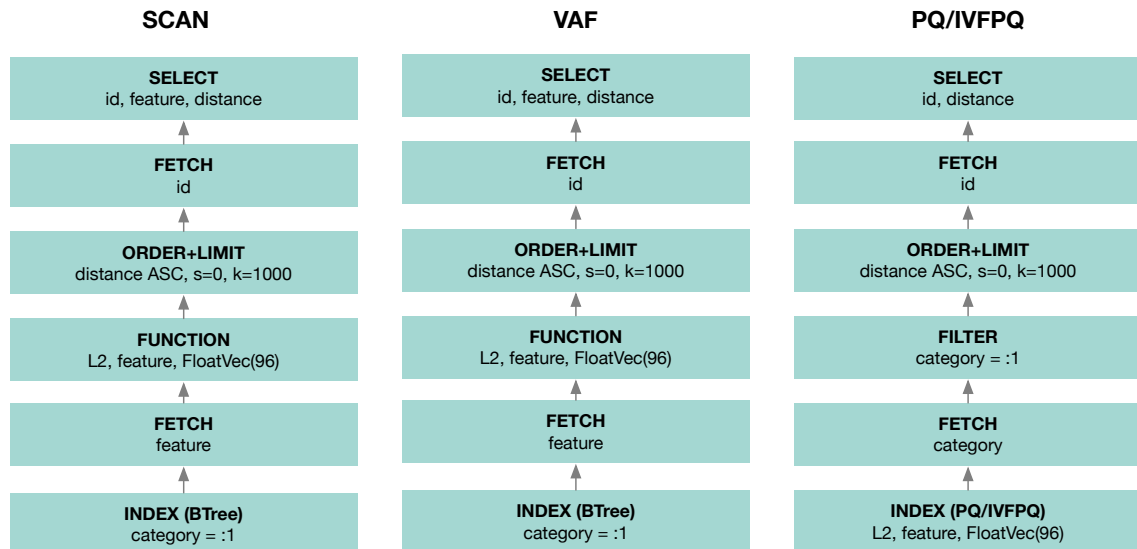 SCAN
SELECT
id, feature, distance
FETCH
id
ORDER+LIMIT
distance ASC, s=0, k=1000
FUNCTION
L2, feature, FloatVec(96)
FETCH
feature
INDEX (BTree)
category = :1
VAF
SELECT
id, feature, distance
FETCH
id
ORDER+LIMIT
distance ASC, s=0, k=1000
FUNCTION
L2, feature, FloatVec(96)
FETCH
feature
INDEX (BTree)
category = :1
PQ/IVFPQ
SELECT
id, distance
FETCH
id
ORDER+LIMIT
distance ASC, s=0, k=1000
FILTER
category = :1
FETCH
category
INDEX (PQ/IVFPQ)
L2, feature, FloatVec(96)